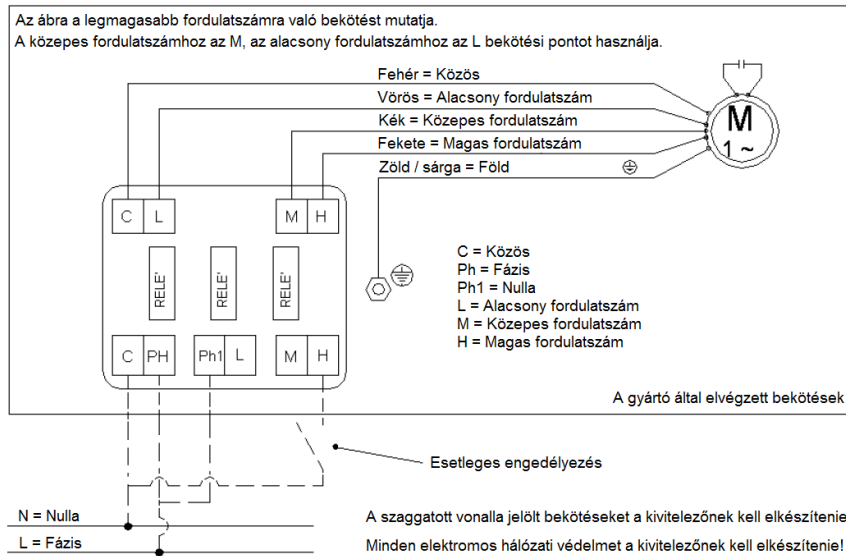 Az ábra a legmagasabb fordulatszámra való bekötést mutatja.
A közepes fordulatszámhoz az M, az alacsony fordulatszámhoz az L bekötési pontot használja.
Fehér = Közös
Vörös = Alacsony fordulatszám
Kék = Közepes fordulatszám
Fekete = Magas fordulatszám
Zöld / sárga = Föld
M
1 ~
C L M H
RELE' RELE' RELE'
C PH Ph1 L M H
C = Közös
Ph = Fázis
Ph1 = Nulla
L = Alacsony fordulatszám
M = Közepes fordulatszám
H = Magas fordulatszám
A gyártó által elvégzett bekötések
Esetleges engedélyezés
N = Nulla
L = Fázis
A szaggatott vonalla jelölt bekötéseket a kivitelezőnek kell elkészítenie
Minden elektromos hálózati védelmet a kivitelezőnek kell elkészítenie!